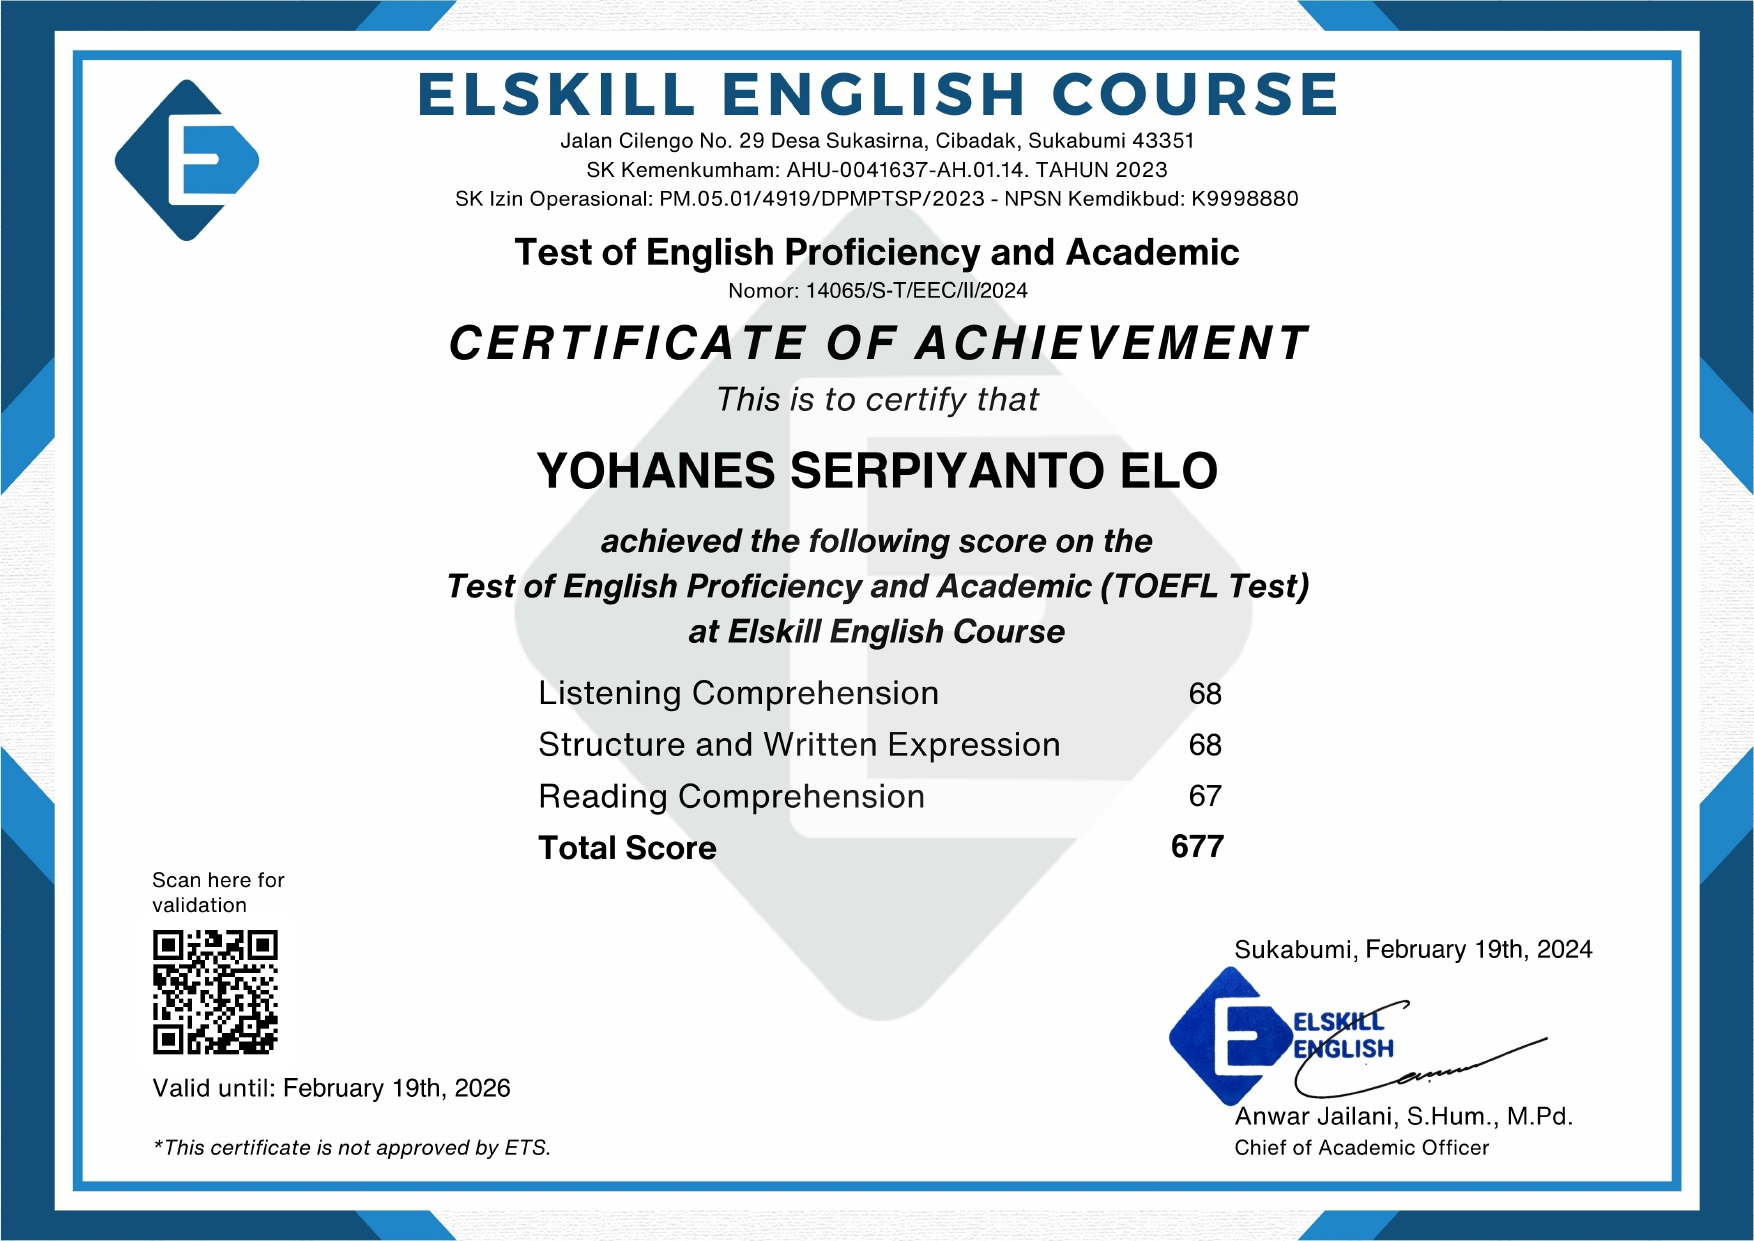 ELSKILL ENGLISH COURSE
Jalan Cilengo No. 29 Desa Sukasirna, Cibadak, Sukabumi 43351
SK Kemenkumham: AHU-0041637-AH.01.14. TAHUN 2023
SK Izin Operasional: PM.05.01/4919/DPMPTSP/2023 - NPSN Kemdikbud: K9998880
Test of English Proficiency and Academic
Nomor: 14065/S-T/EEC/II/2024
CERTIFICATE OF ACHIEVEMENT
This is to certify that
YOHANES SERPIYANTO ELO
achieved the following score on the
Test of English Proficiency and Academic (TOEFL Test)
at Elskill English Course
Listening Comprehension 68
Structure and Written Expression 68
Reading Comprehension 67
Total Score 677
Scan here for
validation
Valid until: February 19th, 2026
*This certificate is not approved by ETS.
Sukabumi, February 19th, 2024
ELSKILL
ENGLISH
Anwar Jailani, S.Hum., M.Pd.
Chief of Academic Officer